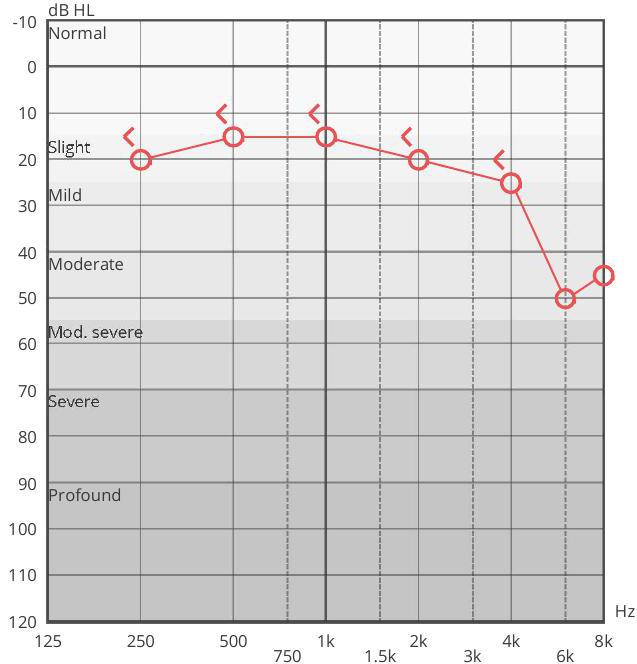 dB HL
-10
Normal
0
10
Slight
20
Mild
30
40
Moderate
50
Mod. severe
60
70
Severe
80
90
Profound
100
110
120
Hz
125 250 500 1k 2k 4k 8k
750 1.5k 3k 6k